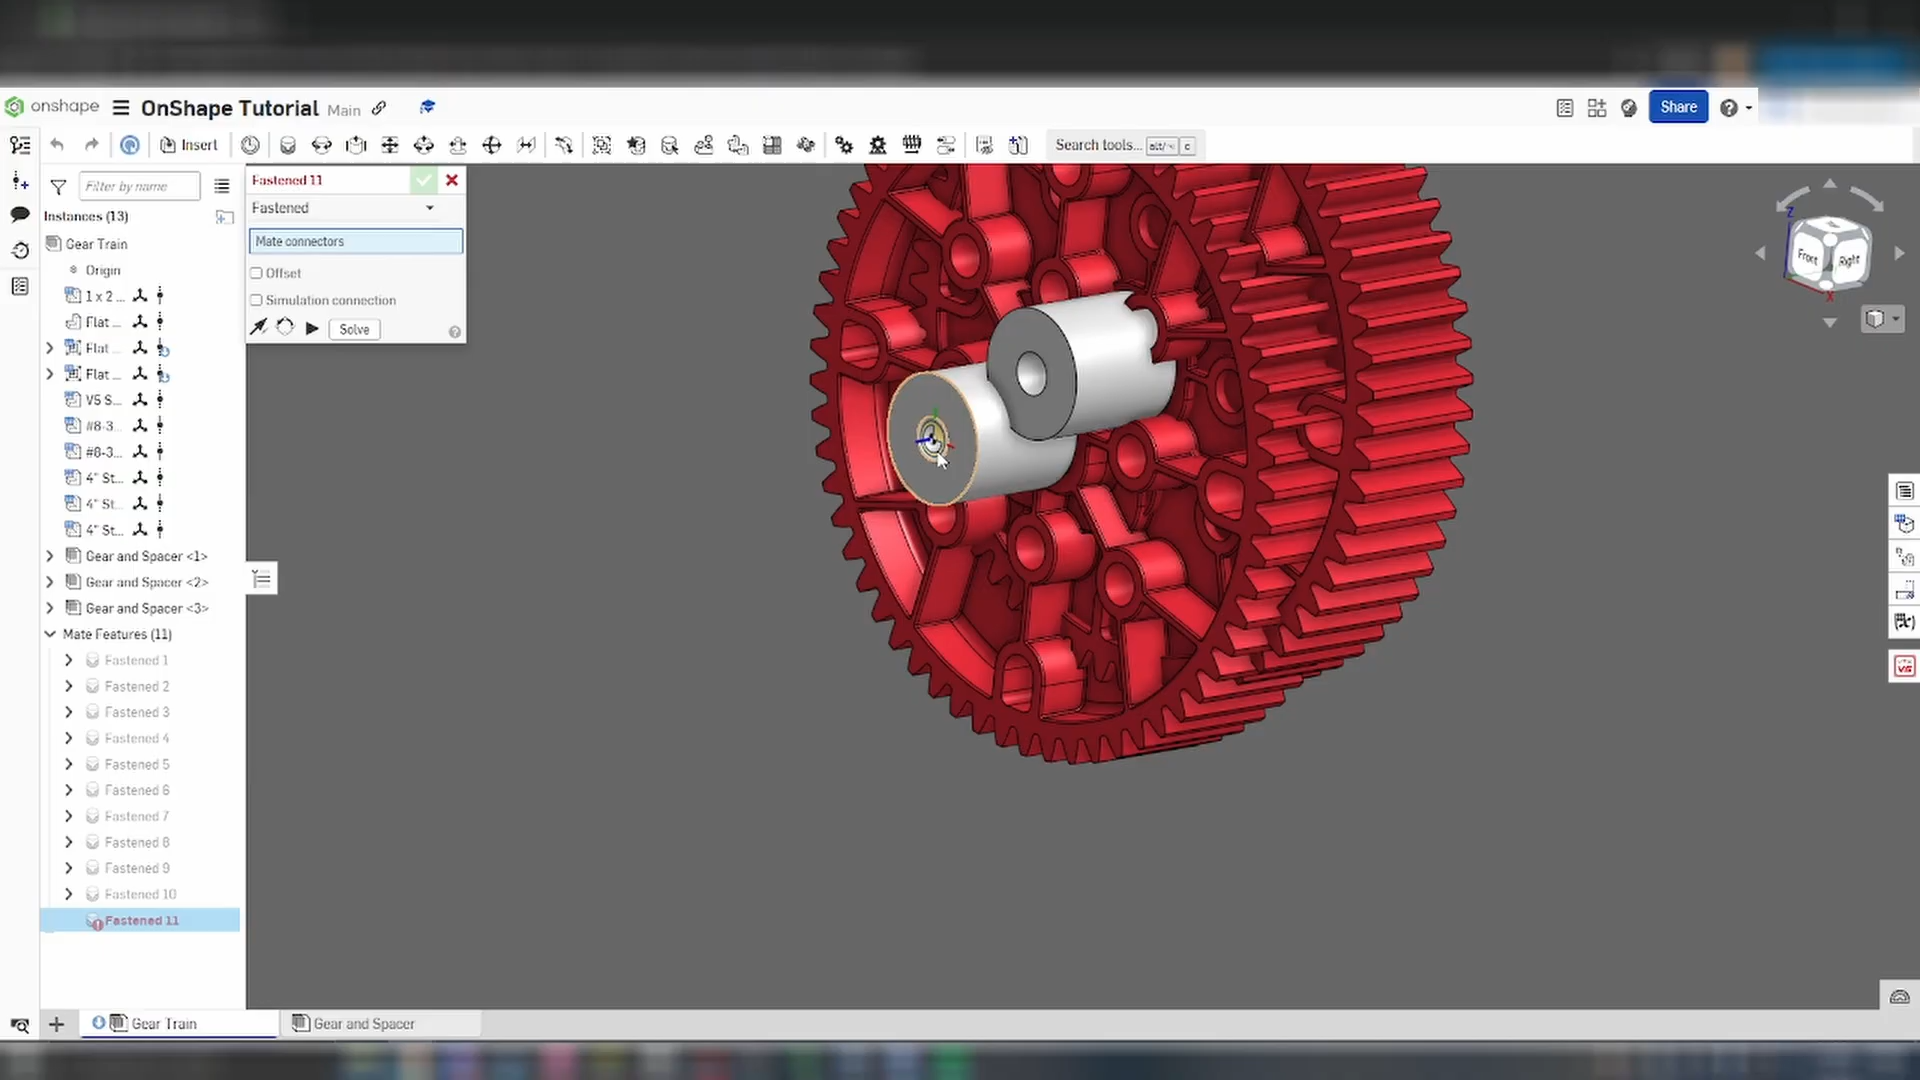 onshape OnShape Tutorial Main
Share
Insert
Search tools... alt/⌥ c
Filter by name
Fastened 11
Fastened
Mate connectors
Offset
Simulation connection
Solve
Instances (13)
Gear Train
Origin
1 x 2 ...
Flat ...
Flat ...
Flat ...
V5 S...
#8-3...
#8-3...
4" St...
4" St...
4" St...
Gear and Spacer <1>
Gear and Spacer <2>
Gear and Spacer <3>
Mate Features (11)
Fastened 1
Fastened 2
Fastened 3
Fastened 4
Fastened 5
Fastened 6
Fastened 7
Fastened 8
Fastened 9
Fastened 10
Fastened 11
Z
Front
Right
X
Gear Train
Gear and Spacer